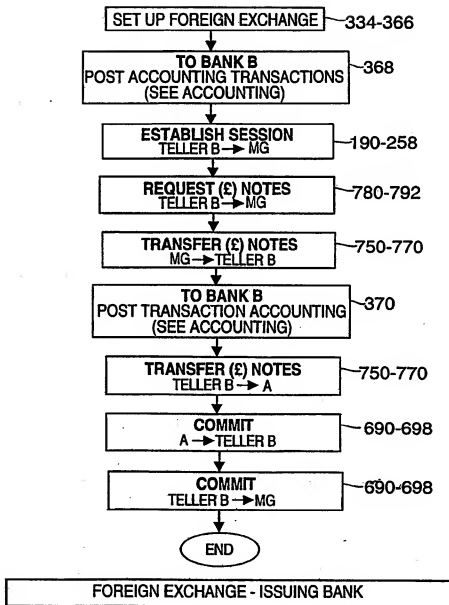 SET UP FOREIGN EXCHANGE 334-366
TO BANK B
POST ACCOUNTING TRANSACTIONS 368
(SEE ACCOUNTING)
ESTABLISH SESSION
TELLER B → MG 190-258
REQUEST (£) NOTES
TELLER B → MG 780-792
TRANSFER (£) NOTES
MG → TELLER B 750-770
TO BANK B
POST TRANSACTION ACCOUNTING 370
(SEE ACCOUNTING)
TRANSFER (£) NOTES
TELLER B → A 750-770
COMMIT
A → TELLER B 690-698
COMMIT
TELLER B → MG 690-698
END
FOREIGN EXCHANGE - ISSUING BANK